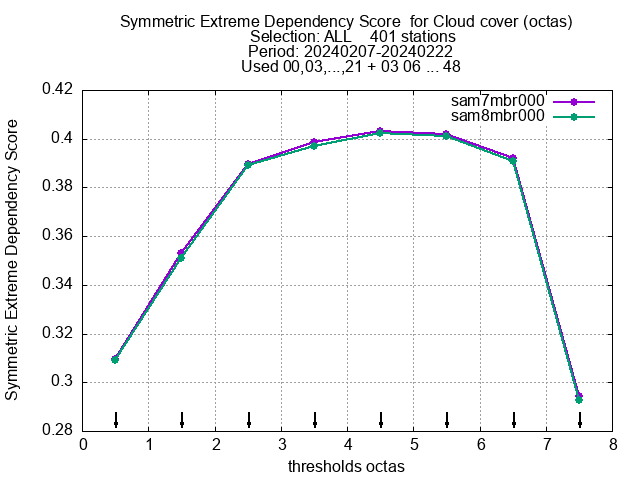 Symmetric Extreme Dependency Score  for Cloud cover (octas)
Selection: ALL    401 stations
Period: 20240207-20240222
Used 00,03,...,21 + 03 06 ... 48
sam7mbr000
sam8mbr000
Symmetric Extreme Dependency Score
0.42
0.4
0.38
0.36
0.34
0.32
0.3
0.28
0 1 2 3 4 5 6 7 8
thresholds octas